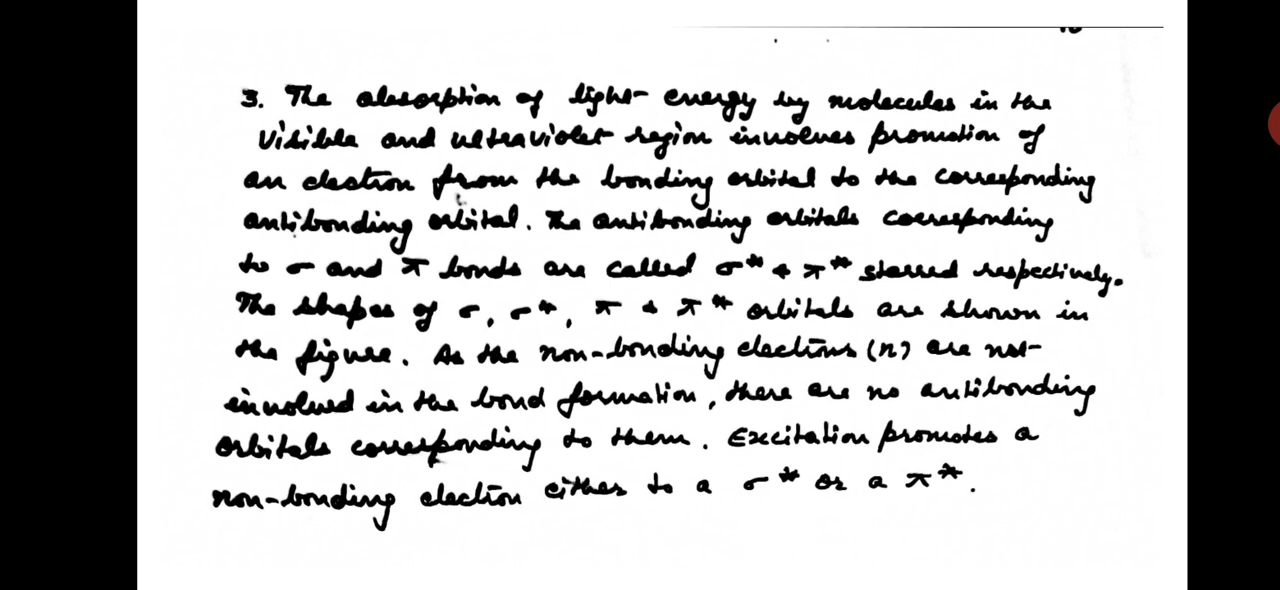 3. The absorption of light energy by molecules in the
visible and ultraviolet region involves promotion of
an electron from the bonding orbital to the corresponding
antibonding orbital. The antibonding orbitals corresponding
to σ and π bonds are called σ* & π* starred respectively.
The shapes of σ, σ*, π & π* orbitals are shown in
the figure. As the non-bonding electrons (n) are not
involved in the bond formation, there are no antibonding
orbitals corresponding to them. Excitation promotes a
non-bonding electron either to a σ* or a π*.